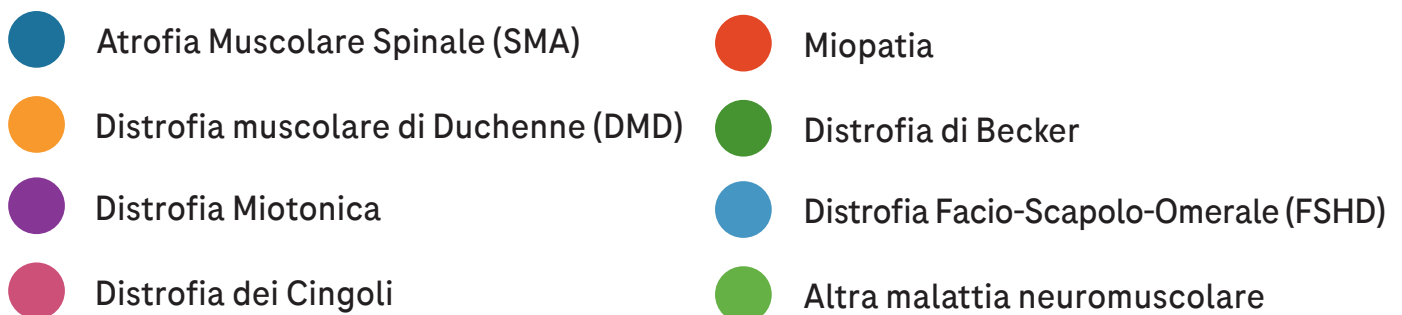 Atrofia Muscolare Spinale (SMA)
Distrofia muscolare di Duchenne (DMD)
Distrofia Miotonica
Distrofia dei Cingoli
Miopatia
Distrofia di Becker
Distrofia Facio-Scapolo-Omerale (FSHD)
Altra malattia neuromuscolare